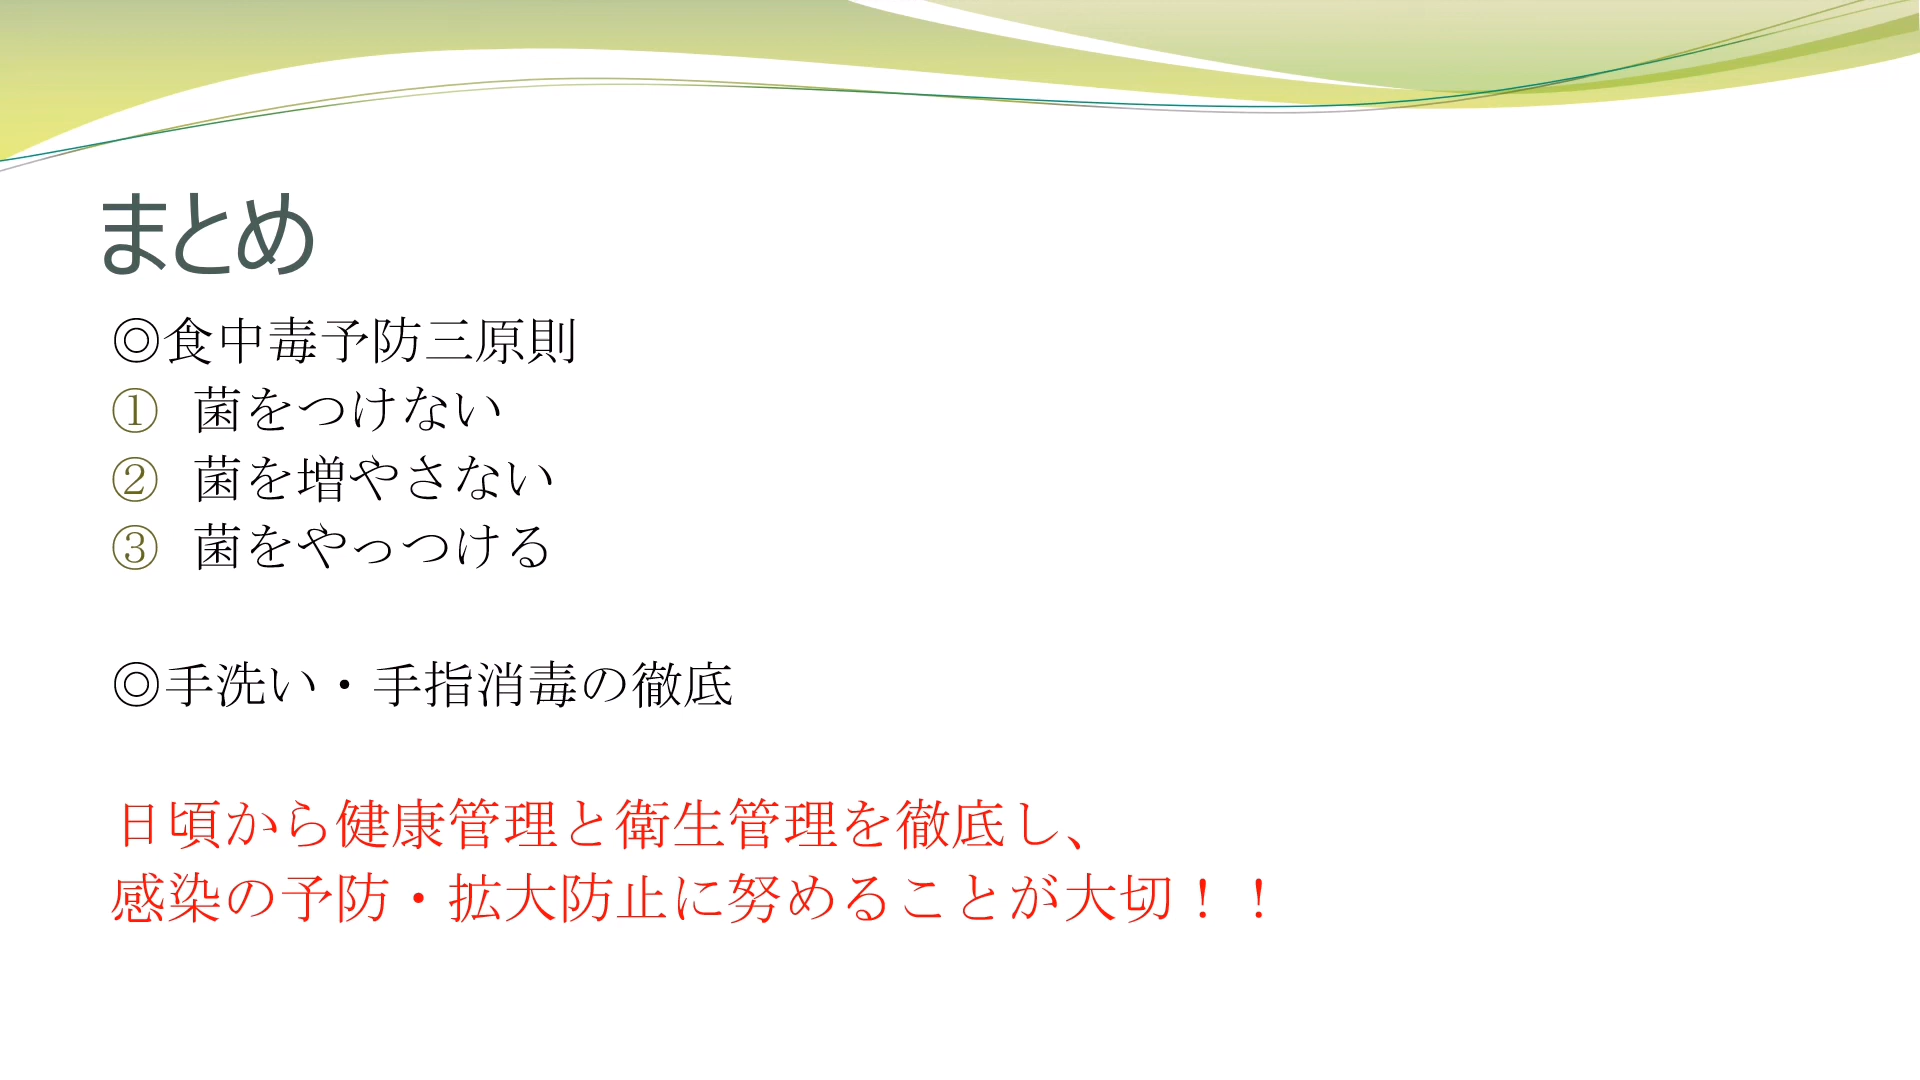 まとめ
◎食中毒予防三原則
① 菌をつけない
② 菌を増やさない
③ 菌をやっつける
◎手洗い・手指消毒の徹底
日頃から健康管理と衛生管理を徹底し、
感染の予防・拡大防止に努めることが大切！！